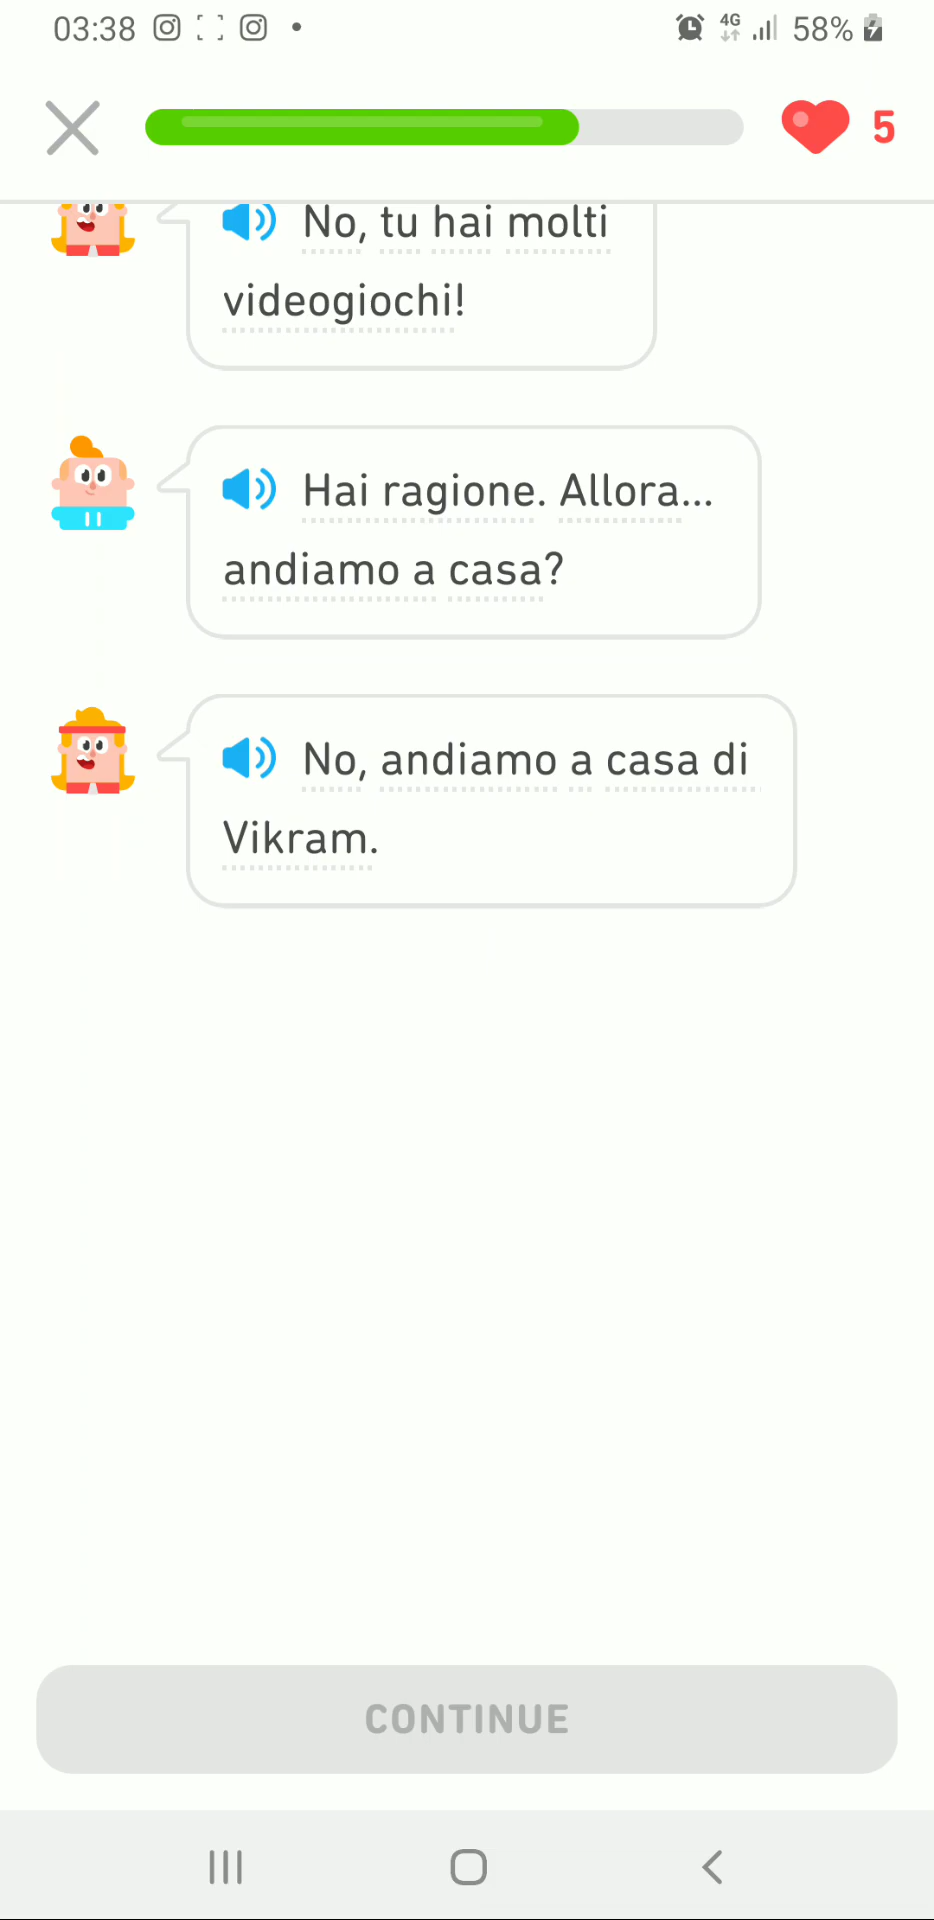 03:38 4G 58%
5
No, tu hai molti
videogiochi!
Hai ragione. Allora...
andiamo a casa?
No, andiamo a casa di
Vikram.
CONTINUE